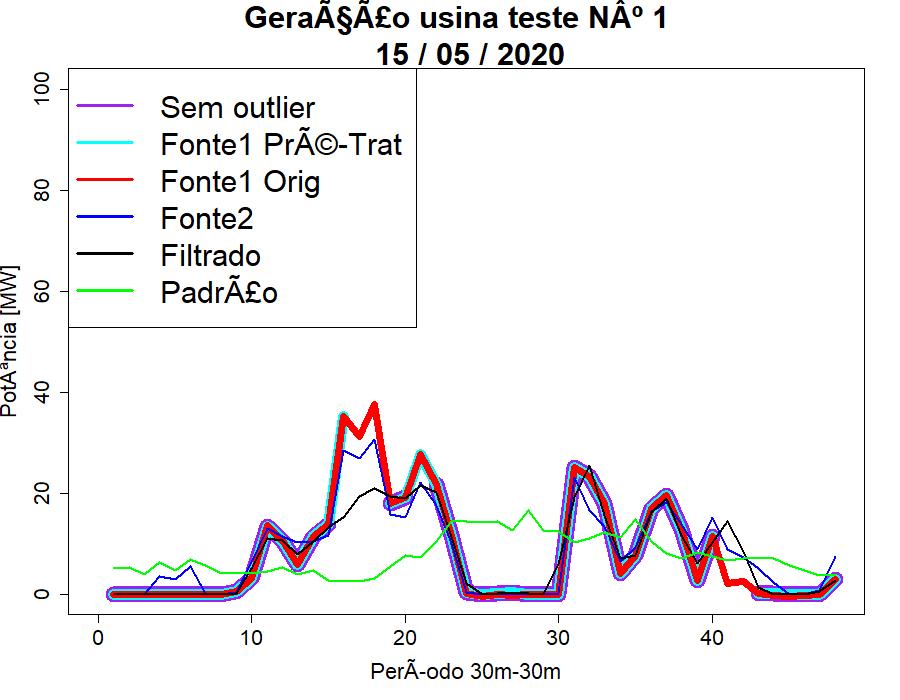 GeraÃ§Ã£o usina teste NÂº 1
15 / 05 / 2020
Sem outlier
Fonte1 PrÃ©-Trat
Fonte1 Orig
Fonte2
Filtrado
PadrÃ£o
PotÃªncia [MW]
100
80
60
40
20
0
0 10 20 30 40
PerÃ­-odo 30m-30m